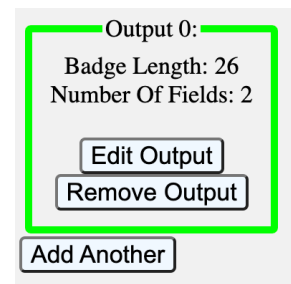 Output 0:
Badge Length: 26
Number Of Fields: 2
Edit Output
Remove Output
Add Another